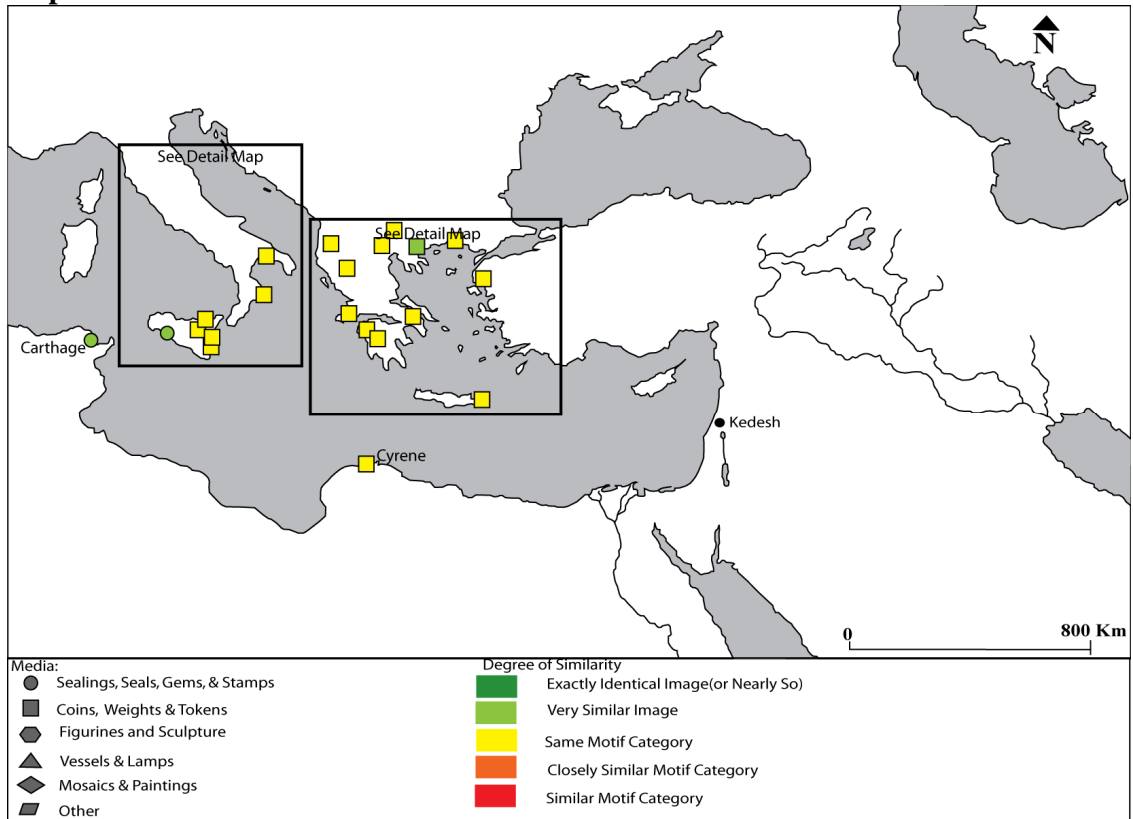 N
See Detail Map
See Detail Map
Carthage
Kedesh
Cyrene
0
800 Km
Media:
Sealings, Seals, Gems, & Stamps
Coins, Weights & Tokens
Figurines and Sculpture
Vessels & Lamps
Mosaics & Paintings
Other
Degree of Similarity
Exactly Identical Image(or Nearly So)
Very Similar Image
Same Motif Category
Closely Similar Motif Category
Similar Motif Category